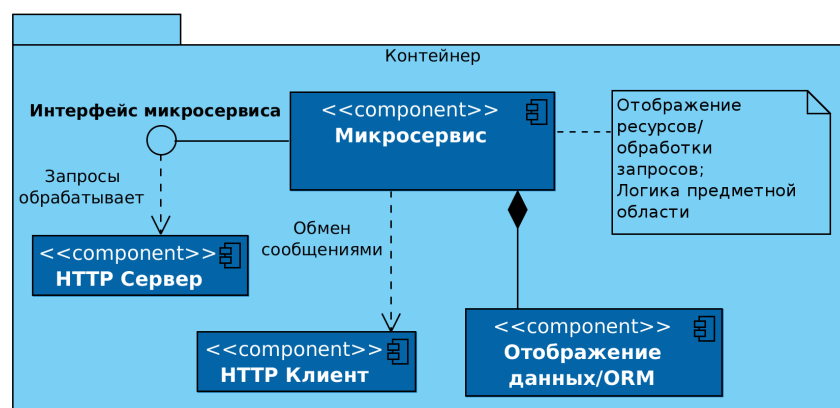 Контейнер
Интерфейс микросервиса
<<component>>
Микросервис
Отображение
ресурсов/
обработки
запросов;
Логика предметной
области
Запросы
обрабатывает
Обмен
сообщениями
<<component>>
HTTP Сервер
<<component>>
HTTP Клиент
<<component>>
Отображение
данных/ORM